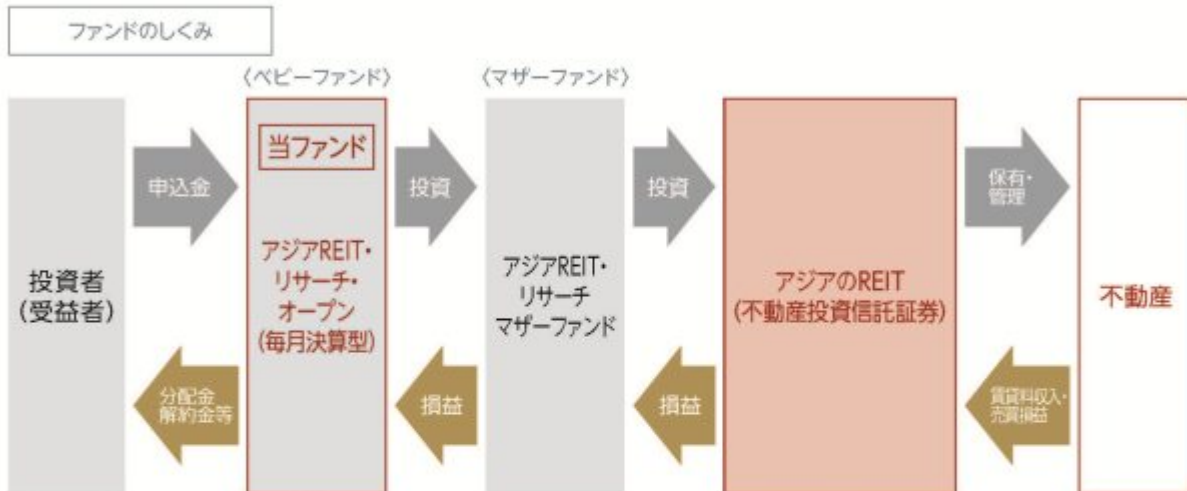 ファンドのしくみ
〈ベビーファンド〉
〈マザーファンド〉
投資者
(受益者)
申込金
分配金
解約金等
当ファンド
アジアREIT・
リサーチ・
オープン
(毎月決算型)
投資
損益
アジアREIT・
リサーチ
マザーファンド
投資
損益
アジアのREIT
(不動産投資信託証券)
保有・
管理
賃貸料収入・
売買損益
不動産